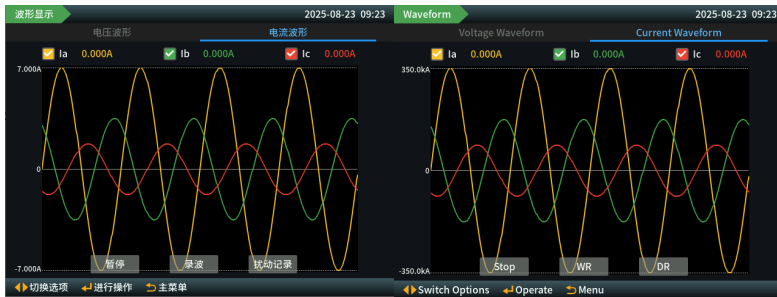 波形显示 2025-08-23 09:23
电压波形 电流波形
Ia 0.000A Ib 0.000A Ic 0.000A
7.000A
0
-7.000A
暂停 录波 扰动记录
切换选项 进行操作 主菜单
Waveform 2025-08-23 09:23
Voltage Waveform Current Waveform
Ia 0.000A Ib 0.000A Ic 0.000A
350.0kA
0
-350.0kA
Stop WR DR
Switch Options Operate Menu